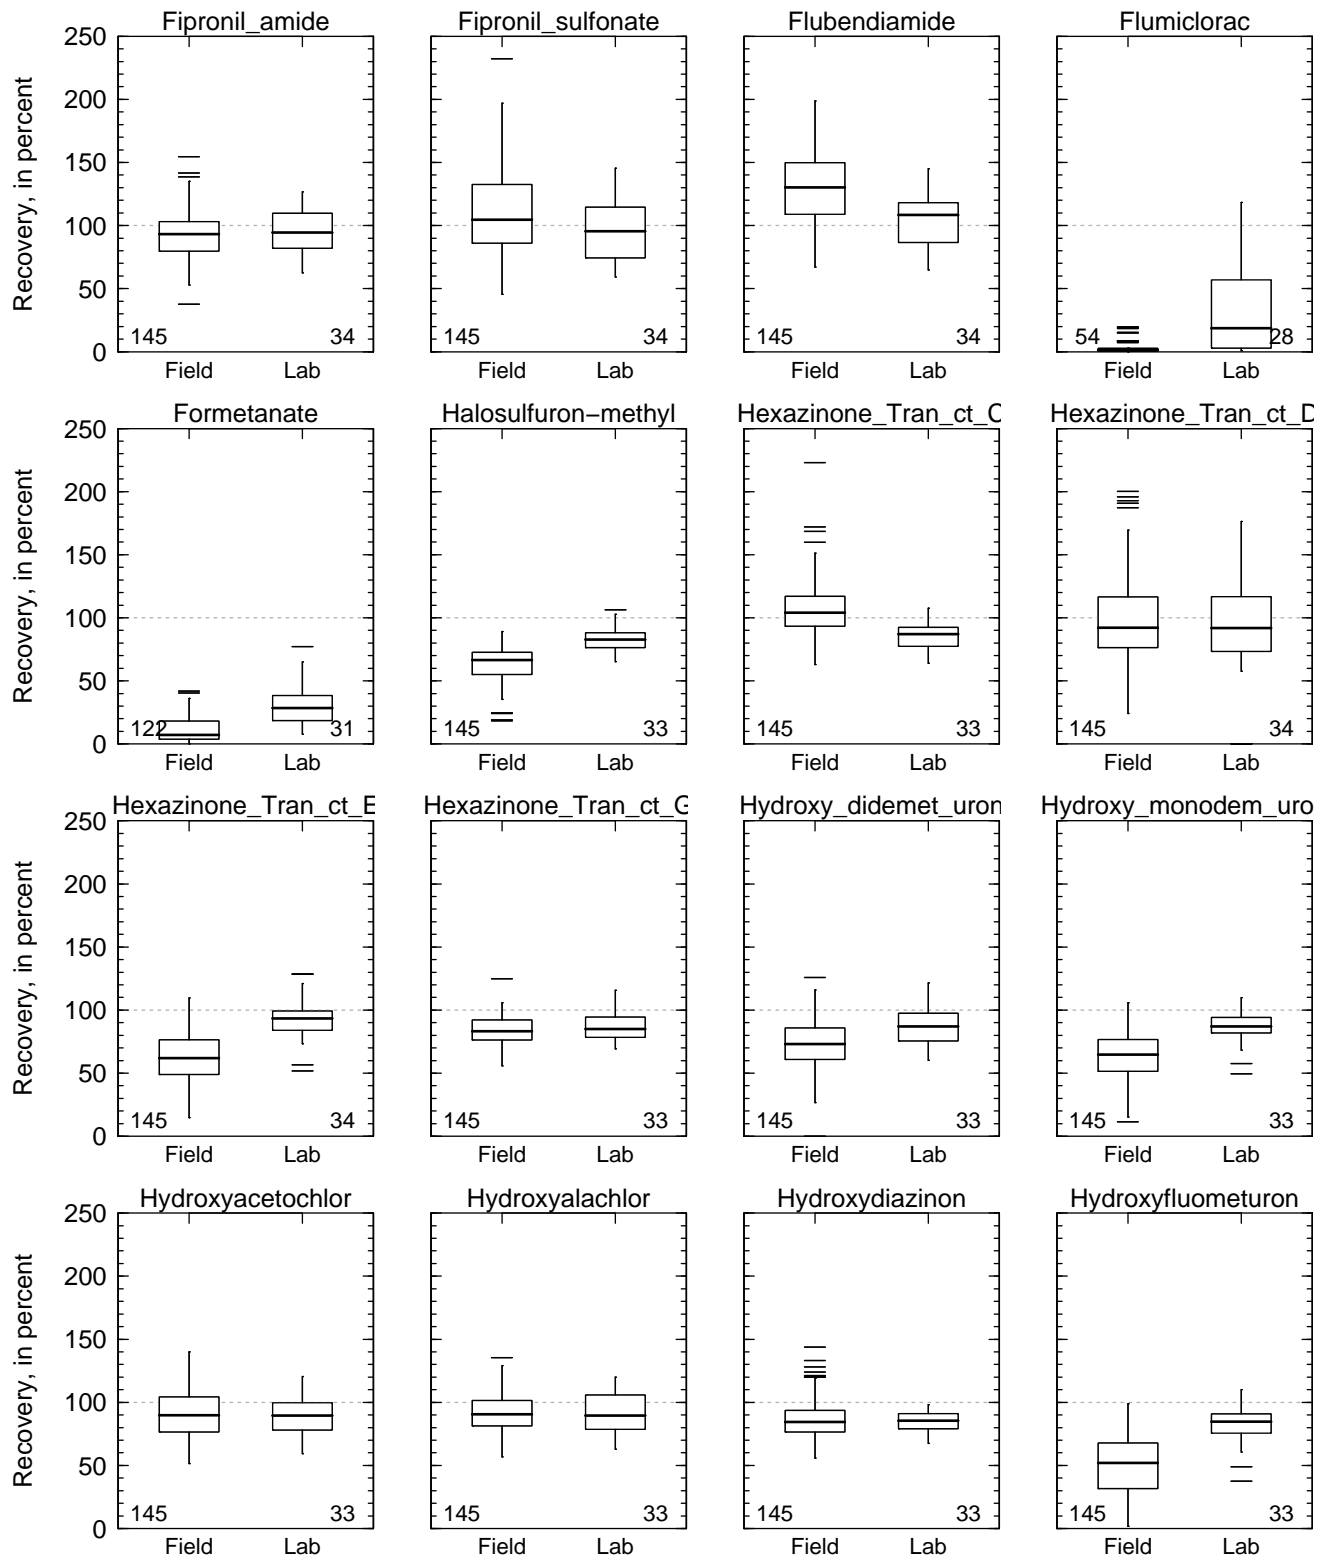 Fipronil_amide Fipronil_sulfonate Flubendiamide Flumiclorac
Recovery, in percent
250
200
150
100
50
0
145 34 145 34 145 34 54 28
Field Lab Field Lab Field Lab Field Lab
Formetanate Halosulfuron−methyl Hexazinone_Tran_ct_C Hexazinone_Tran_ct_D
Recovery, in percent
250
200
150
100
50
0
122 31 145 33 145 33 145 34
Field Lab Field Lab Field Lab Field Lab
Hexazinone_Tran_ct_E Hexazinone_Tran_ct_G Hydroxy_didemet_uron Hydroxy_monodem_uro
Recovery, in percent
250
200
150
100
50
0
145 34 145 33 145 33 145 33
Field Lab Field Lab Field Lab Field Lab
Hydroxyacetochlor Hydroxyalachlor Hydroxydiazinon Hydroxyfluometuron
Recovery, in percent
250
200
150
100
50
0
145 33 145 33 145 33 145 33
Field Lab Field Lab Field Lab Field Lab